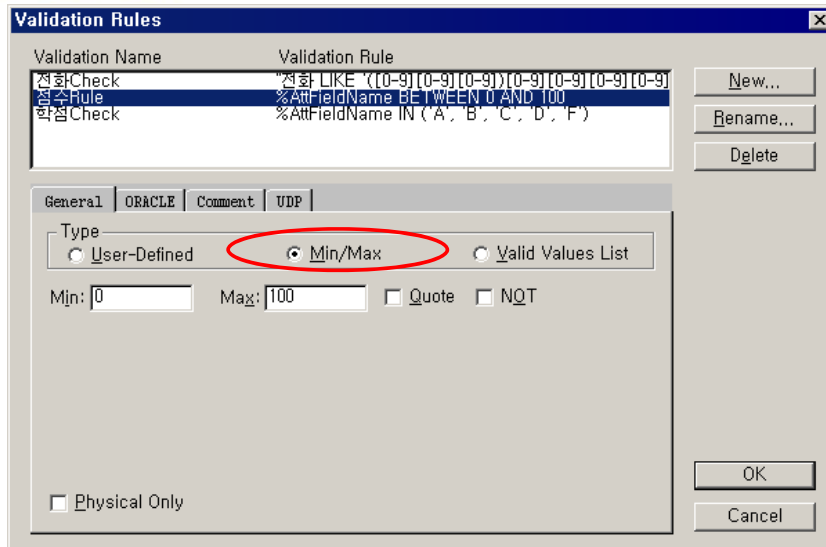 Validation Rules
Validation Name Validation Rule
전화Check "전화 LIKE '([0-9][0-9][0-9])[0-9][0-9][0-9][0-9]
점수Rule %AttFieldName BETWEEN 0 AND 100
학점Check %AttFieldName IN ('A', 'B', 'C', 'D', 'F')
New...
Rename...
Delete
General ORACLE Comment UDP
Type
User-Defined Min/Max Valid Values List
Min: 0 Max: 100 Quote NOT
Physical Only
OK
Cancel